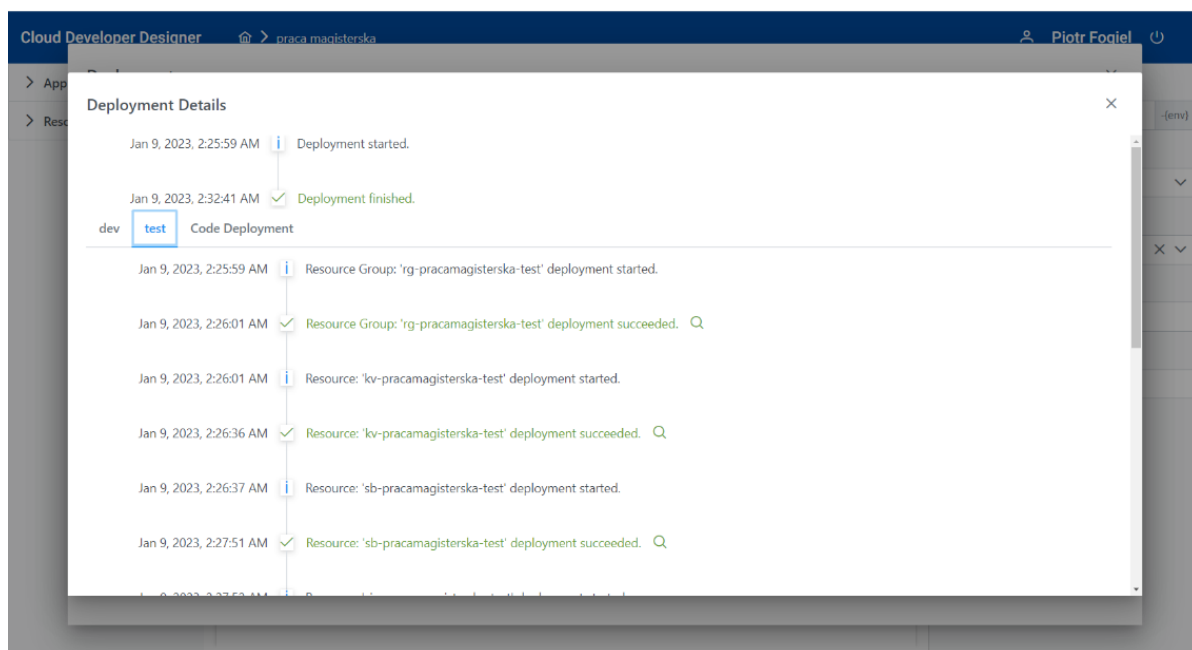 Cloud Developer Designer praca magisterska Piotr Fogiel
App
Deployment Details
Reso -{env}
Jan 9, 2023, 2:25:59 AM Deployment started.
Jan 9, 2023, 2:32:41 AM Deployment finished.
dev test Code Deployment
Jan 9, 2023, 2:25:59 AM Resource Group: 'rg-pracamagisterska-test' deployment started.
Jan 9, 2023, 2:26:01 AM Resource Group: 'rg-pracamagisterska-test' deployment succeeded.
Jan 9, 2023, 2:26:01 AM Resource: 'kv-pracamagisterska-test' deployment started.
Jan 9, 2023, 2:26:36 AM Resource: 'kv-pracamagisterska-test' deployment succeeded.
Jan 9, 2023, 2:26:37 AM Resource: 'sb-pracamagisterska-test' deployment started.
Jan 9, 2023, 2:27:51 AM Resource: 'sb-pracamagisterska-test' deployment succeeded.